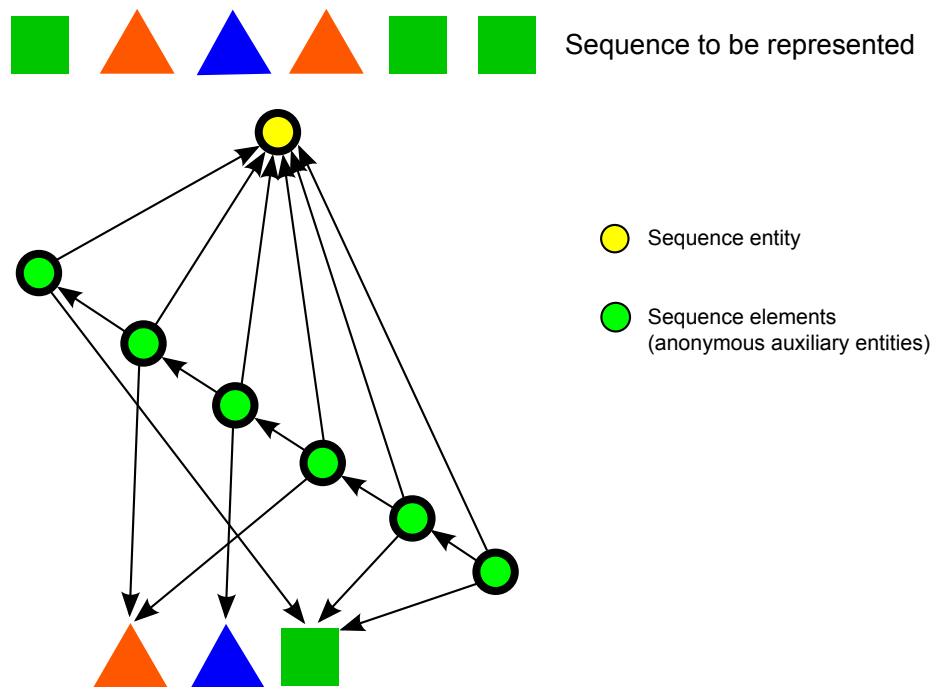 Sequence to be represented
Sequence entity
Sequence elements
(anonymous auxiliary entities)